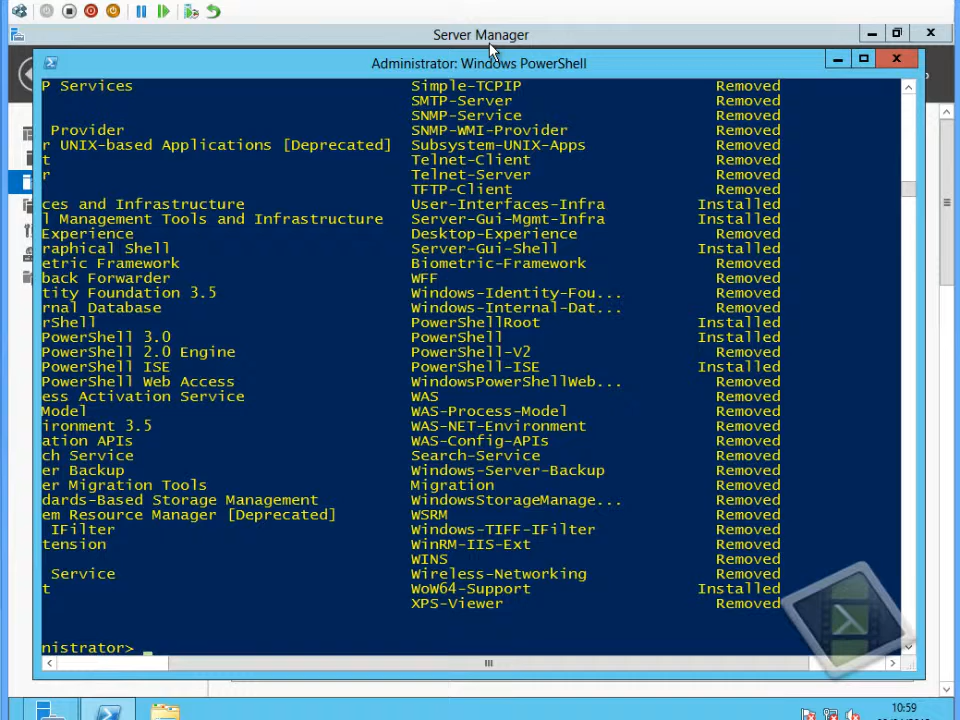 Server Manager
Administrator: Windows PowerShell
P Services Simple-TCPIP Removed
SMTP-Server Removed
SNMP-Service Removed
Provider SNMP-WMI-Provider Removed
r UNIX-based Applications [Deprecated] Subsystem-UNIX-Apps Removed
t Telnet-Client Removed
r Telnet-Server Removed
TFTP-Client Removed
ces and Infrastructure User-Interfaces-Infra Installed
l Management Tools and Infrastructure Server-Gui-Mgmt-Infra Installed
Experience Desktop-Experience Removed
raphical Shell Server-Gui-Shell Installed
etric Framework Biometric-Framework Removed
back Forwarder WFF Removed
tity Foundation 3.5 Windows-Identity-Fou... Removed
rnal Database Windows-Internal-Dat... Removed
rShell PowerShellRoot Installed
PowerShell 3.0 PowerShell Installed
PowerShell 2.0 Engine PowerShell-V2 Removed
PowerShell ISE PowerShell-ISE Installed
PowerShell Web Access WindowsPowerShellWeb... Removed
ess Activation Service WAS Removed
Model WAS-Process-Model Removed
ironment 3.5 WAS-NET-Environment Removed
ation APIs WAS-Config-APIs Removed
ch Service Search-Service Removed
er Backup Windows-Server-Backup Removed
er Migration Tools Migration Removed
dards-Based Storage Management WindowsStorageManage... Removed
em Resource Manager [Deprecated] WSRM Removed
IFilter Windows-TIFF-IFilter Removed
tension WinRM-IIS-Ext Removed
WINS Removed
Service Wireless-Networking Removed
t WoW64-Support Installed
XPS-Viewer Removed
nistrator> _
10:59